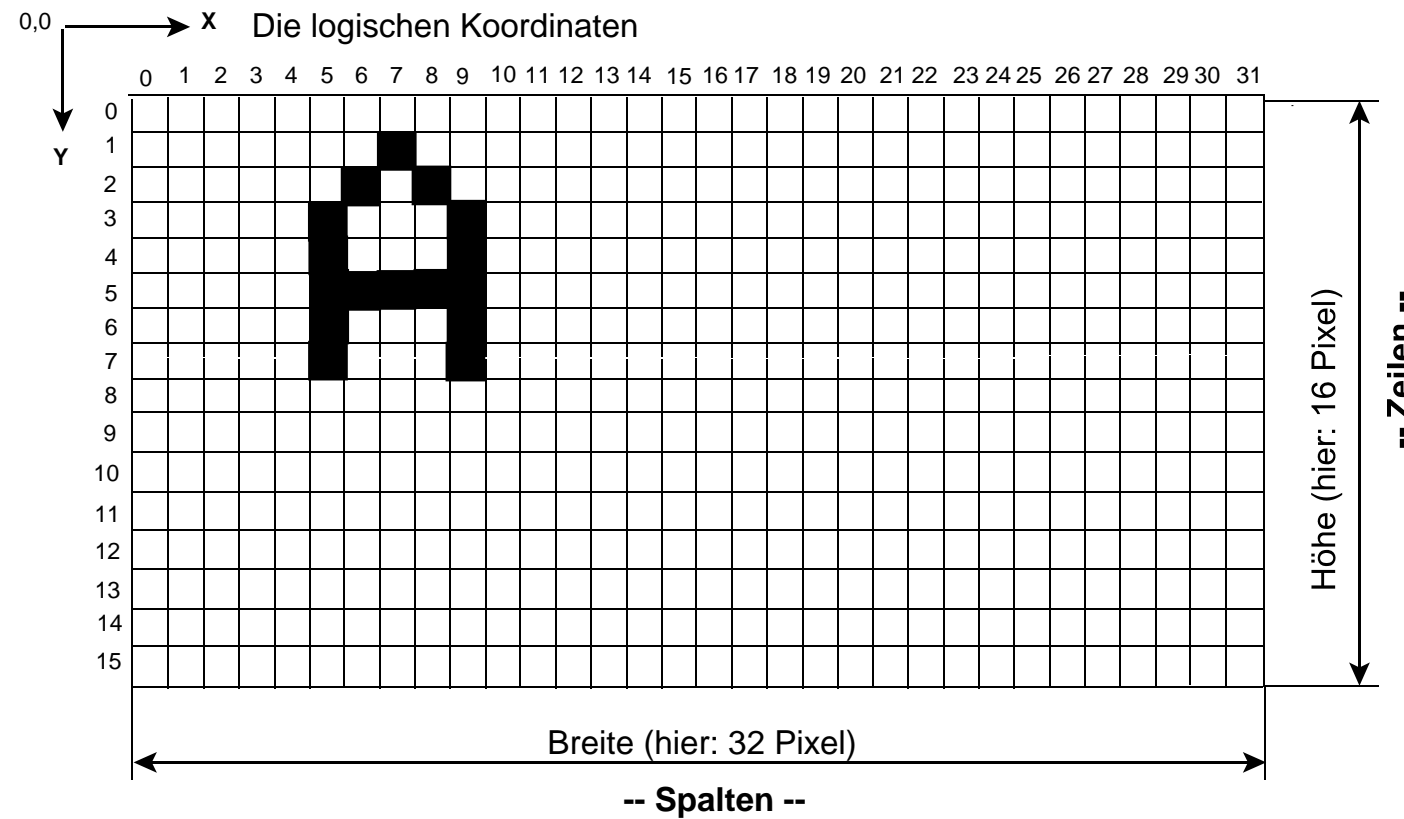 0,0 X Die logischen Koordinaten
0 1 2 3 4 5 6 7 8 9 10 11 12 13 14 15 16 17 18 19 20 21 22 23 24 25 26 27 28 29 30 31
Y
0
1
2
3
4
5
6
7
8
9
10
11
12
13
14
15
Höhe (hier: 16 Pixel)
-- Zeilen --
Breite (hier: 32 Pixel)
-- Spalten --